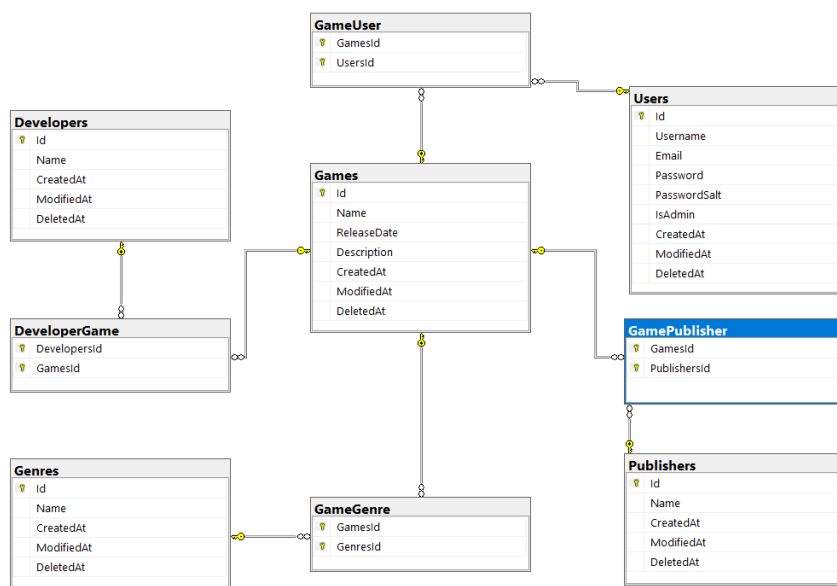 GameUser
GamesId
UsersId
Users
Id
Username
Email
Password
PasswordSalt
IsAdmin
CreatedAt
ModifiedAt
DeletedAt
Developers
Id
Name
CreatedAt
ModifiedAt
DeletedAt
Games
Id
Name
ReleaseDate
Description
CreatedAt
ModifiedAt
DeletedAt
DeveloperGame
DevelopersId
GamesId
GamePublisher
GamesId
PublishersId
Genres
Id
Name
CreatedAt
ModifiedAt
DeletedAt
GameGenre
GamesId
GenresId
Publishers
Id
Name
CreatedAt
ModifiedAt
DeletedAt